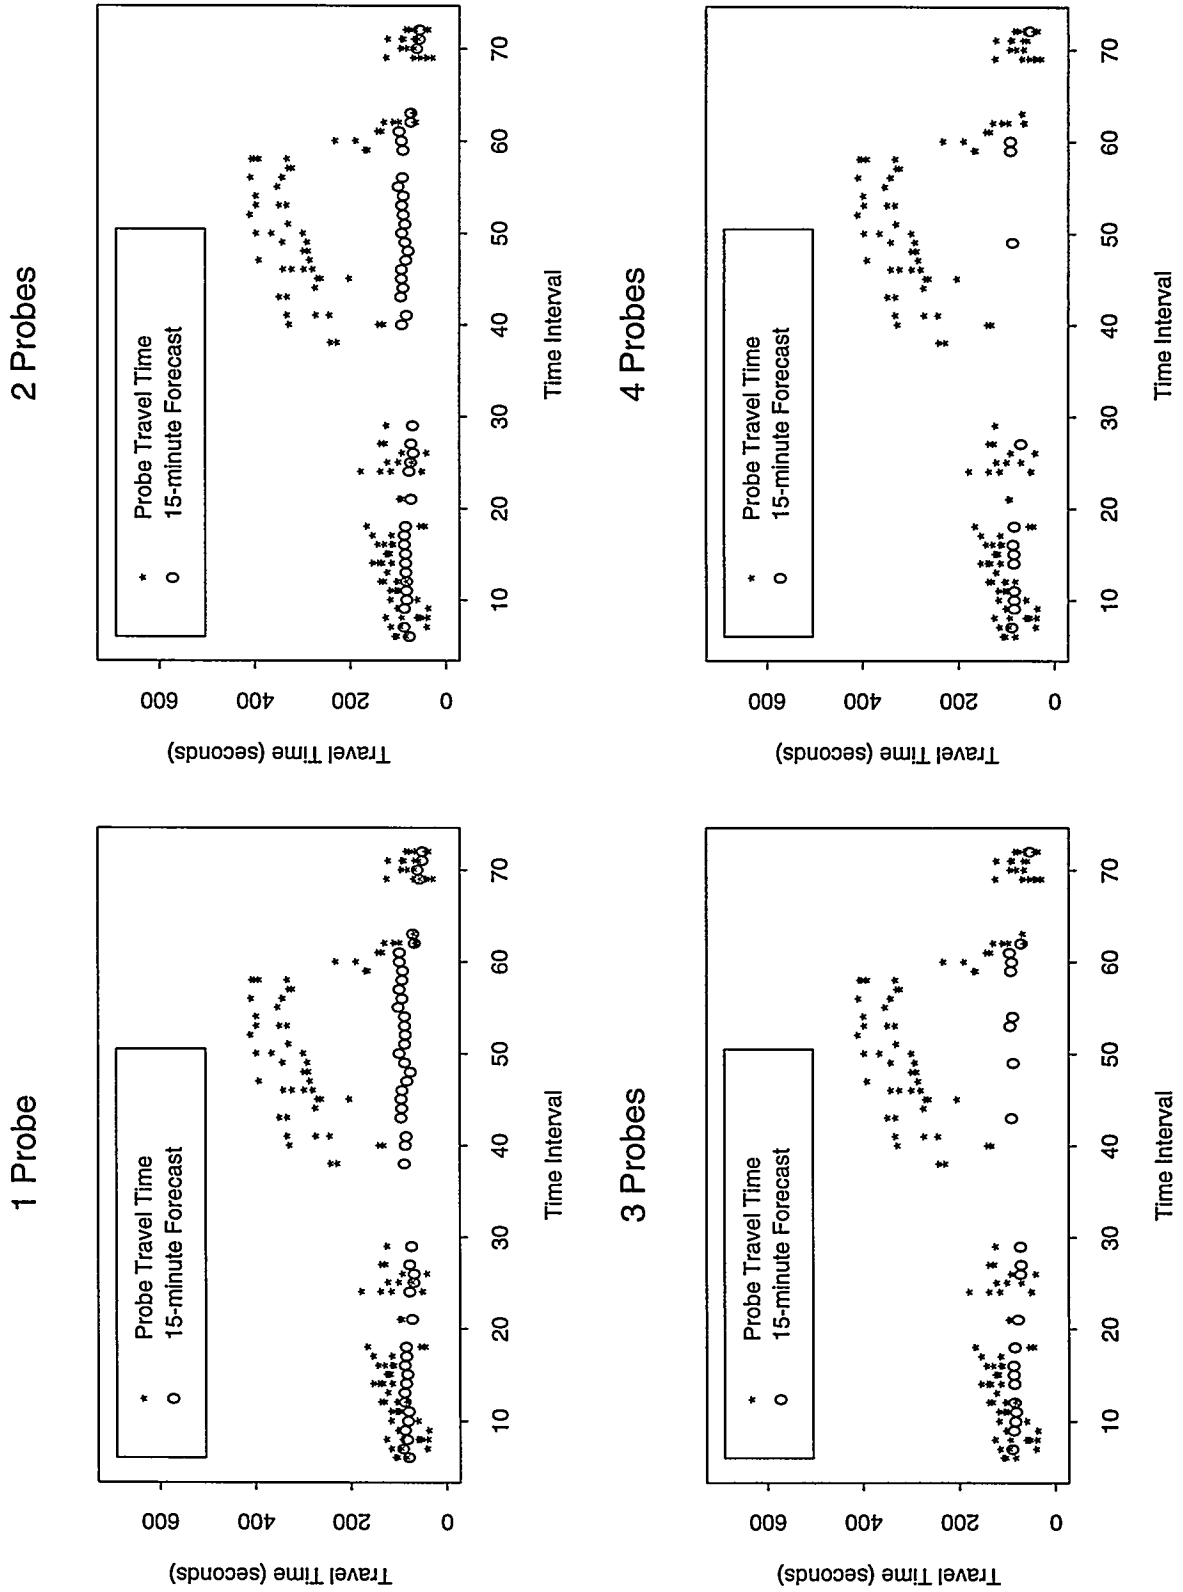 1 Probe
Travel Time (seconds)
0 200 400 600
* Probe Travel Time
o 15-minute Forecast
10 20 30 40 50 60 70
Time Interval
2 Probes
Travel Time (seconds)
0 200 400 600
* Probe Travel Time
o 15-minute Forecast
10 20 30 40 50 60 70
Time Interval
3 Probes
Travel Time (seconds)
0 200 400 600
* Probe Travel Time
o 15-minute Forecast
10 20 30 40 50 60 70
Time Interval
4 Probes
Travel Time (seconds)
0 200 400 600
* Probe Travel Time
o 15-minute Forecast
10 20 30 40 50 60 70
Time Interval